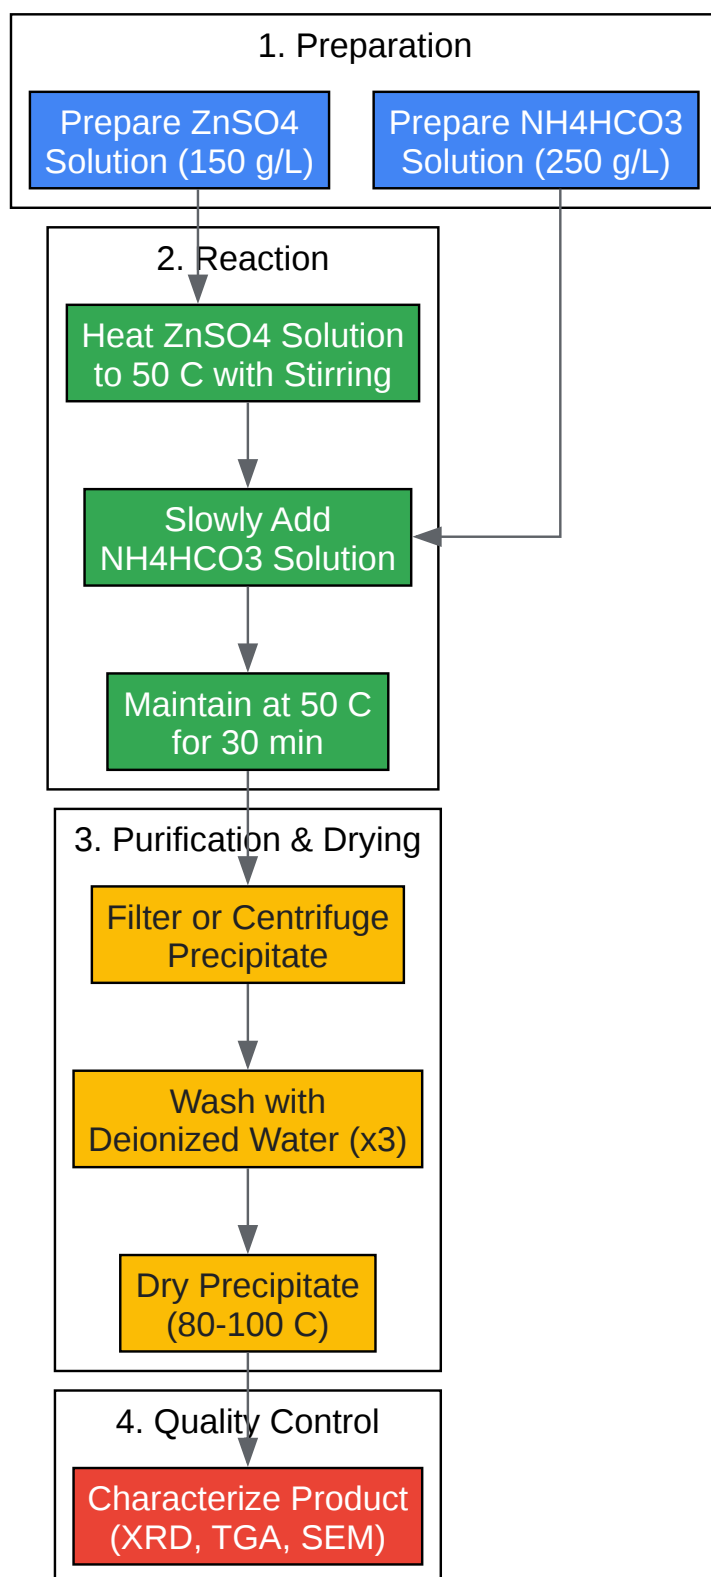 1. Preparation
Prepare ZnSO4
Solution (150 g/L)
Prepare NH4HCO3
Solution (250 g/L)
2. Reaction
Heat ZnSO4 Solution
to 50 C with Stirring
Slowly Add
NH4HCO3 Solution
Maintain at 50 C
for 30 min
3. Purification & Drying
Filter or Centrifuge
Precipitate
Wash with
Deionized Water (x3)
Dry Precipitate
(80-100 C)
4. Quality Control
Characterize Product
(XRD, TGA, SEM)